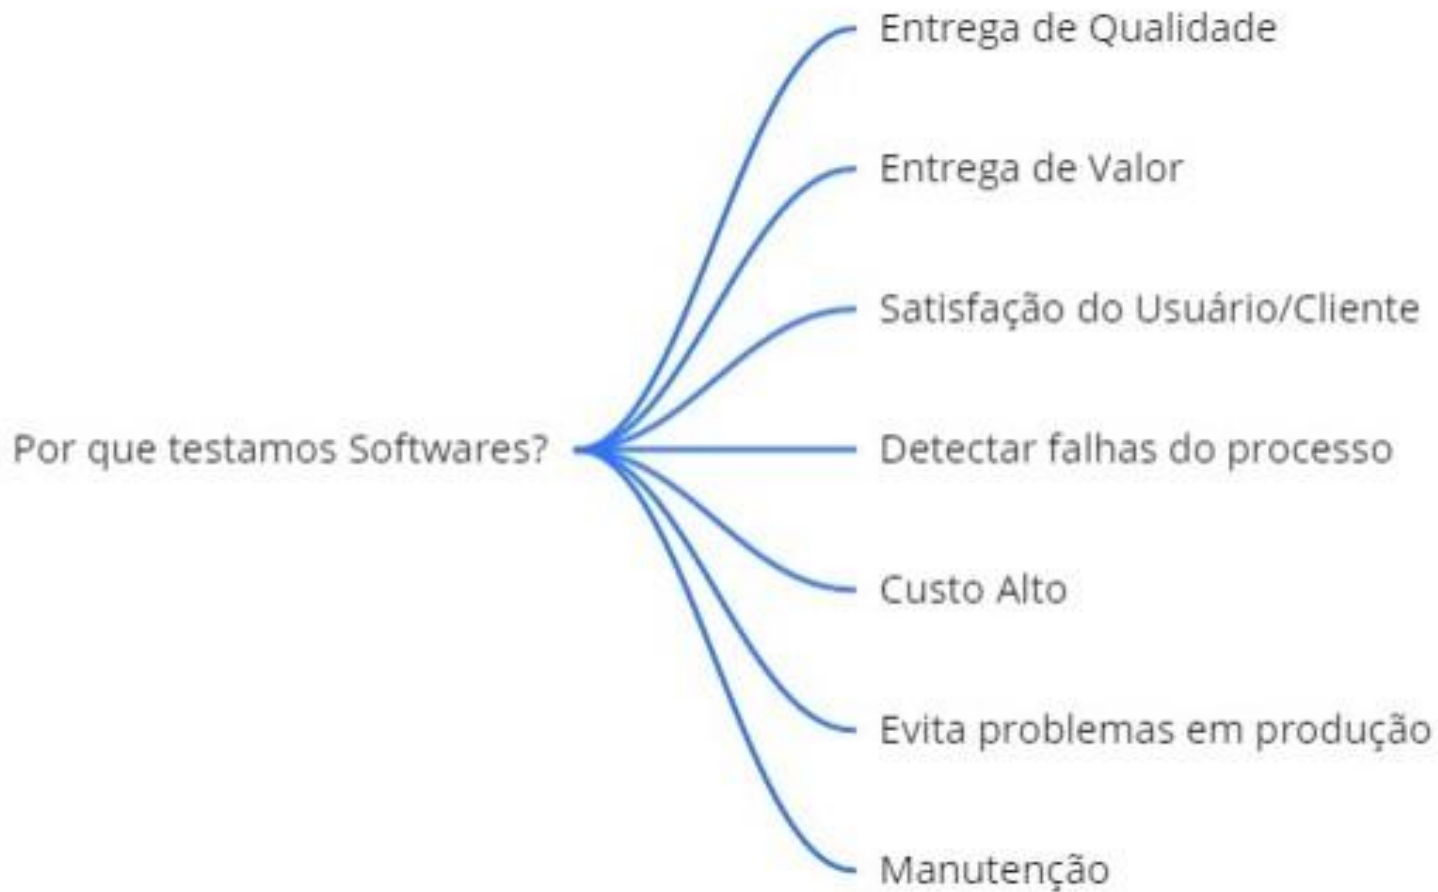 Entrega de Qualidade
Entrega de Valor
Satisfação do Usuário/Cliente
Por que testamos Softwares?
Detectar falhas do processo
Custo Alto
Evita problemas em produção
Manutenção